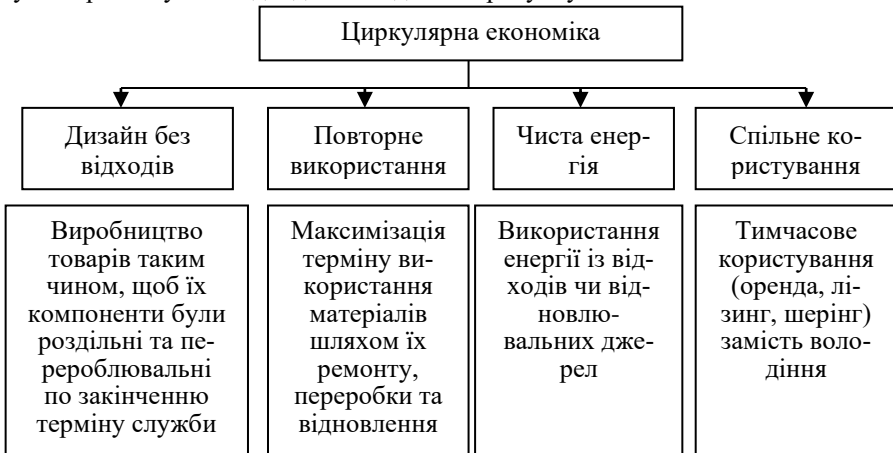 Циркулярна економіка
Дизайн без
відходів
Повторне
використання
Чиста енер-
гія
Спільне ко-
ристування
Виробництво
товарів таким
чином, щоб їх
компоненти були
роздільні та пе-
рероблювальні
по закінченню
терміну служби
Максимізація
терміну ви-
користання
матеріалів
шляхом їх
ремонту,
переробки та
відновлення
Використання
енергії із від-
ходів чи від-
новлю-
вальних дже-
рел
Тимчасове
користування
(оренда, лі-
зинг, шерінг)
замість воло-
діння